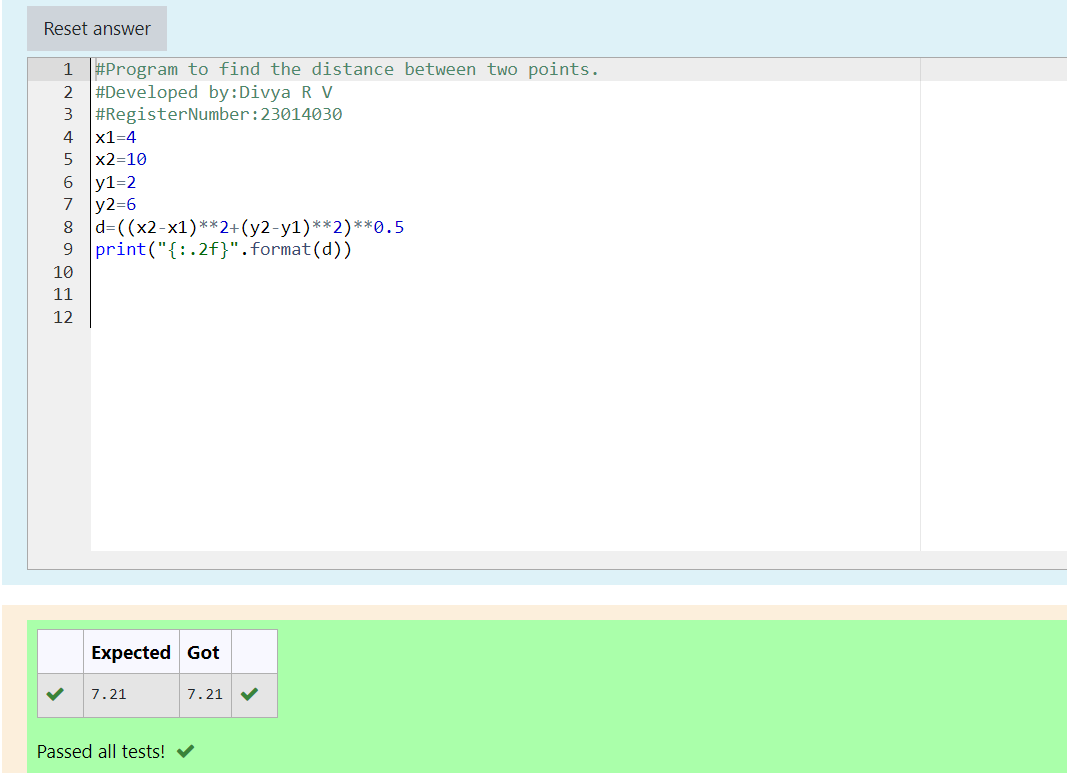 Reset answer
1 #Program to find the distance between two points.
2 #Developed by:Divya R V
3 #RegisterNumber:23014030
4 x1=4
5 x2=10
6 y1=2
7 y2=6
8 d=((x2-x1)**2+(y2-y1)**2)**0.5
9 print("{:.2f}".format(d))
10
11
12
Expected Got
7.21 7.21
Passed all tests!